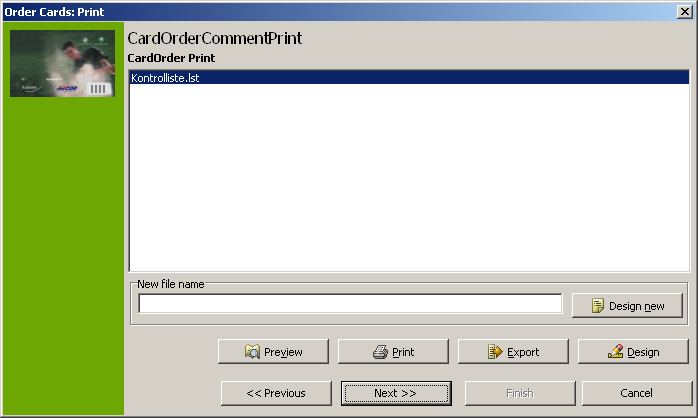 Order Cards: Print
CardOrderCommentPrint
CardOrder Print
Kontrolliste.lst
New file name
Design new
Preview
Print
Export
Design
<< Previous
Next >>
Finish
Cancel